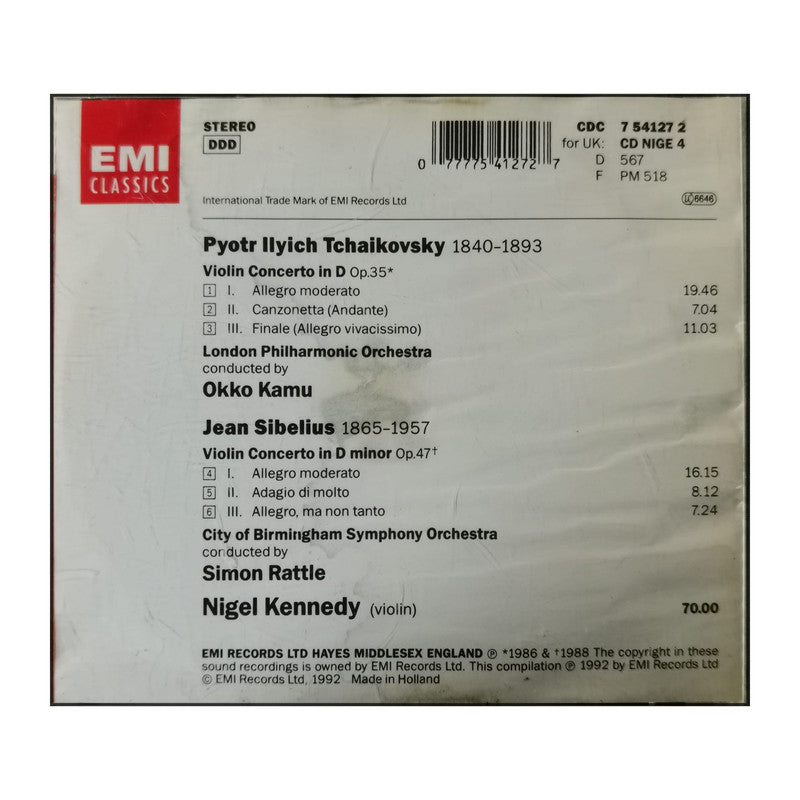 EMI
CLASSICS
STEREO
DDD
0 77775 41272 7
CDC 7 54127 2
for UK: CD NIGE 4
D 567
F PM 518
International Trade Mark of EMI Records Ltd
LC 6646
Pyotr Ilyich Tchaikovsky 1840–1893
Violin Concerto in D Op.35*
1 I. Allegro moderato 19.46
2 II. Canzonetta (Andante) 7.04
3 III. Finale (Allegro vivacissimo) 11.03
London Philharmonic Orchestra
conducted by
Okko Kamu
Jean Sibelius 1865–1957
Violin Concerto in D minor Op.47†
4 I. Allegro moderato 16.15
5 II. Adagio di molto 8.12
6 III. Allegro, ma non tanto 7.24
City of Birmingham Symphony Orchestra
conducted by
Simon Rattle
Nigel Kennedy (violin) 70.00
EMI RECORDS LTD HAYES MIDDLESEX ENGLAND ℗ *1986 & †1988 The copyright in these
sound recordings is owned by EMI Records Ltd. This compilation ℗ 1992 by EMI Records Ltd
© EMI Records Ltd, 1992 Made in Holland